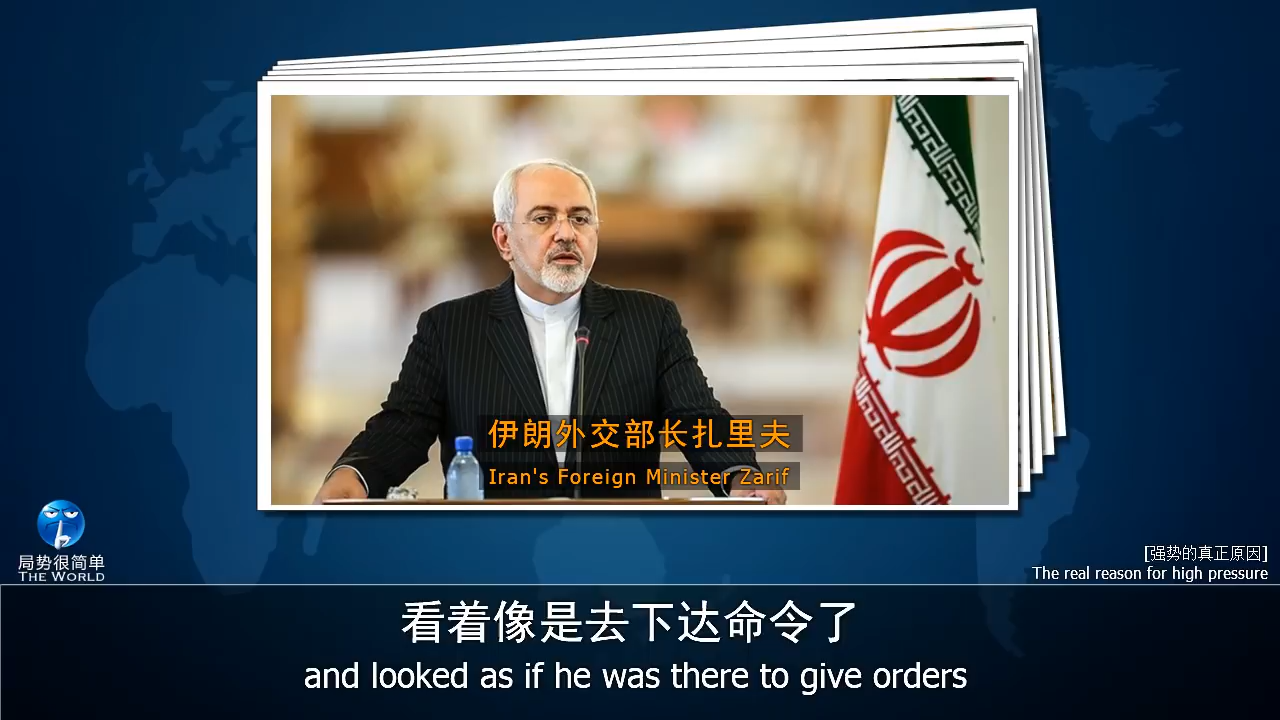 伊朗外交部长扎里夫
Iran's Foreign Minister Zarif
局势很简单
THE WORLD
[强势的真正原因]
The real reason for high pressure
看着像是去下达命令了
and looked as if he was there to give orders